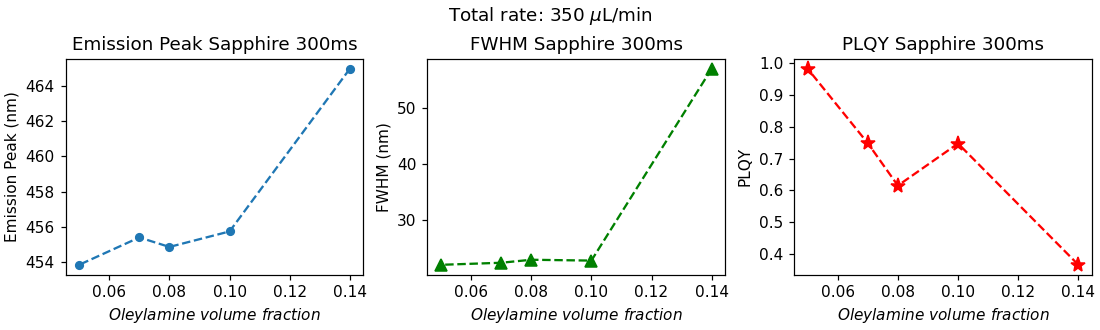 Total rate: 350 μL/min
Emission Peak Sapphire 300ms
FWHM Sapphire 300ms
PLQY Sapphire 300ms
Emission Peak (nm)
464
462
460
458
456
454
0.06 0.08 0.10 0.12 0.14
Oleylamine volume fraction
FWHM (nm)
50
40
30
0.06 0.08 0.10 0.12 0.14
Oleylamine volume fraction
PLQY
1.0
0.9
0.8
0.7
0.6
0.5
0.4
0.06 0.08 0.10 0.12 0.14
Oleylamine volume fraction